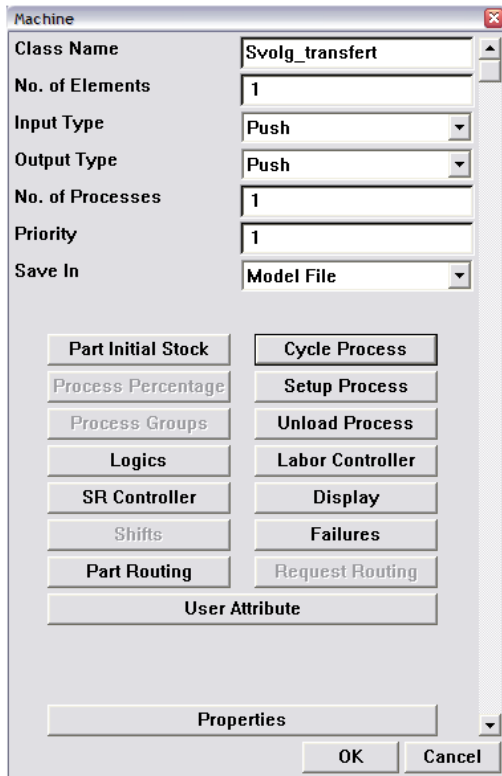 Machine
Class Name Svolg_transfert
No. of Elements 1
Input Type Push
Output Type Push
No. of Processes 1
Priority 1
Save In Model File
Part Initial Stock Cycle Process
Process Percentage Setup Process
Process Groups Unload Process
Logics Labor Controller
SR Controller Display
Shifts Failures
Part Routing Request Routing
User Attribute
Properties
OK Cancel